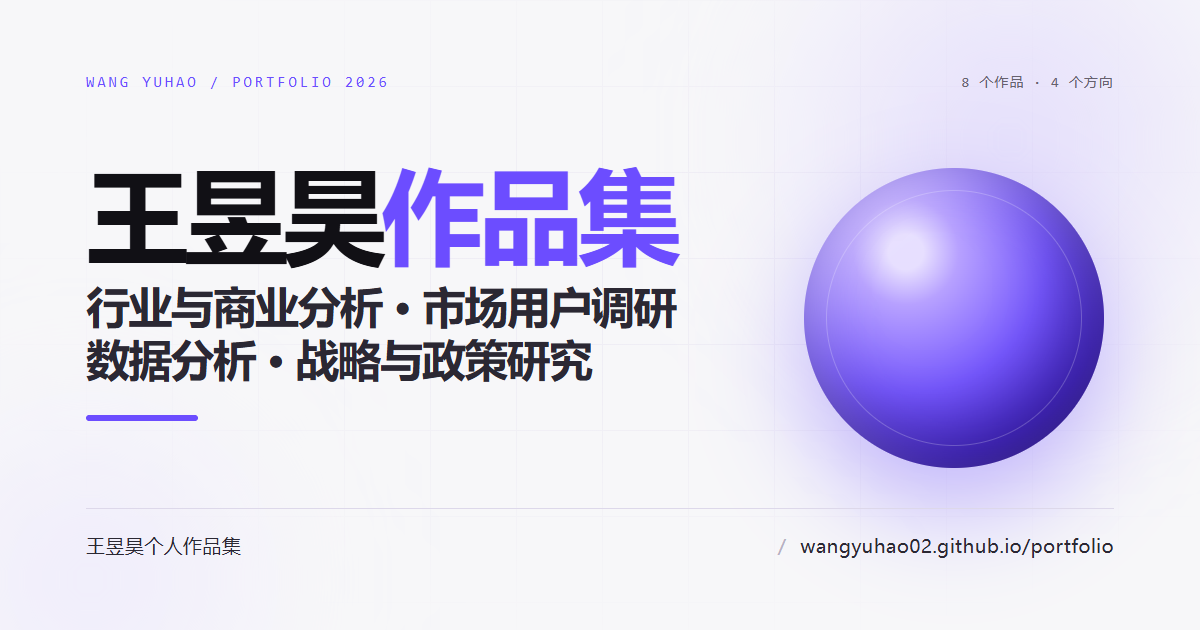 WANG YUHAO / PORTFOLIO 2026
8 个作品 · 4 个方向
王昱昊作品集
行业与商业分析 · 市场用户调研
数据分析 · 战略与政策研究
王昱昊个人作品集
/ wangyuhao02.github.io/portfolio